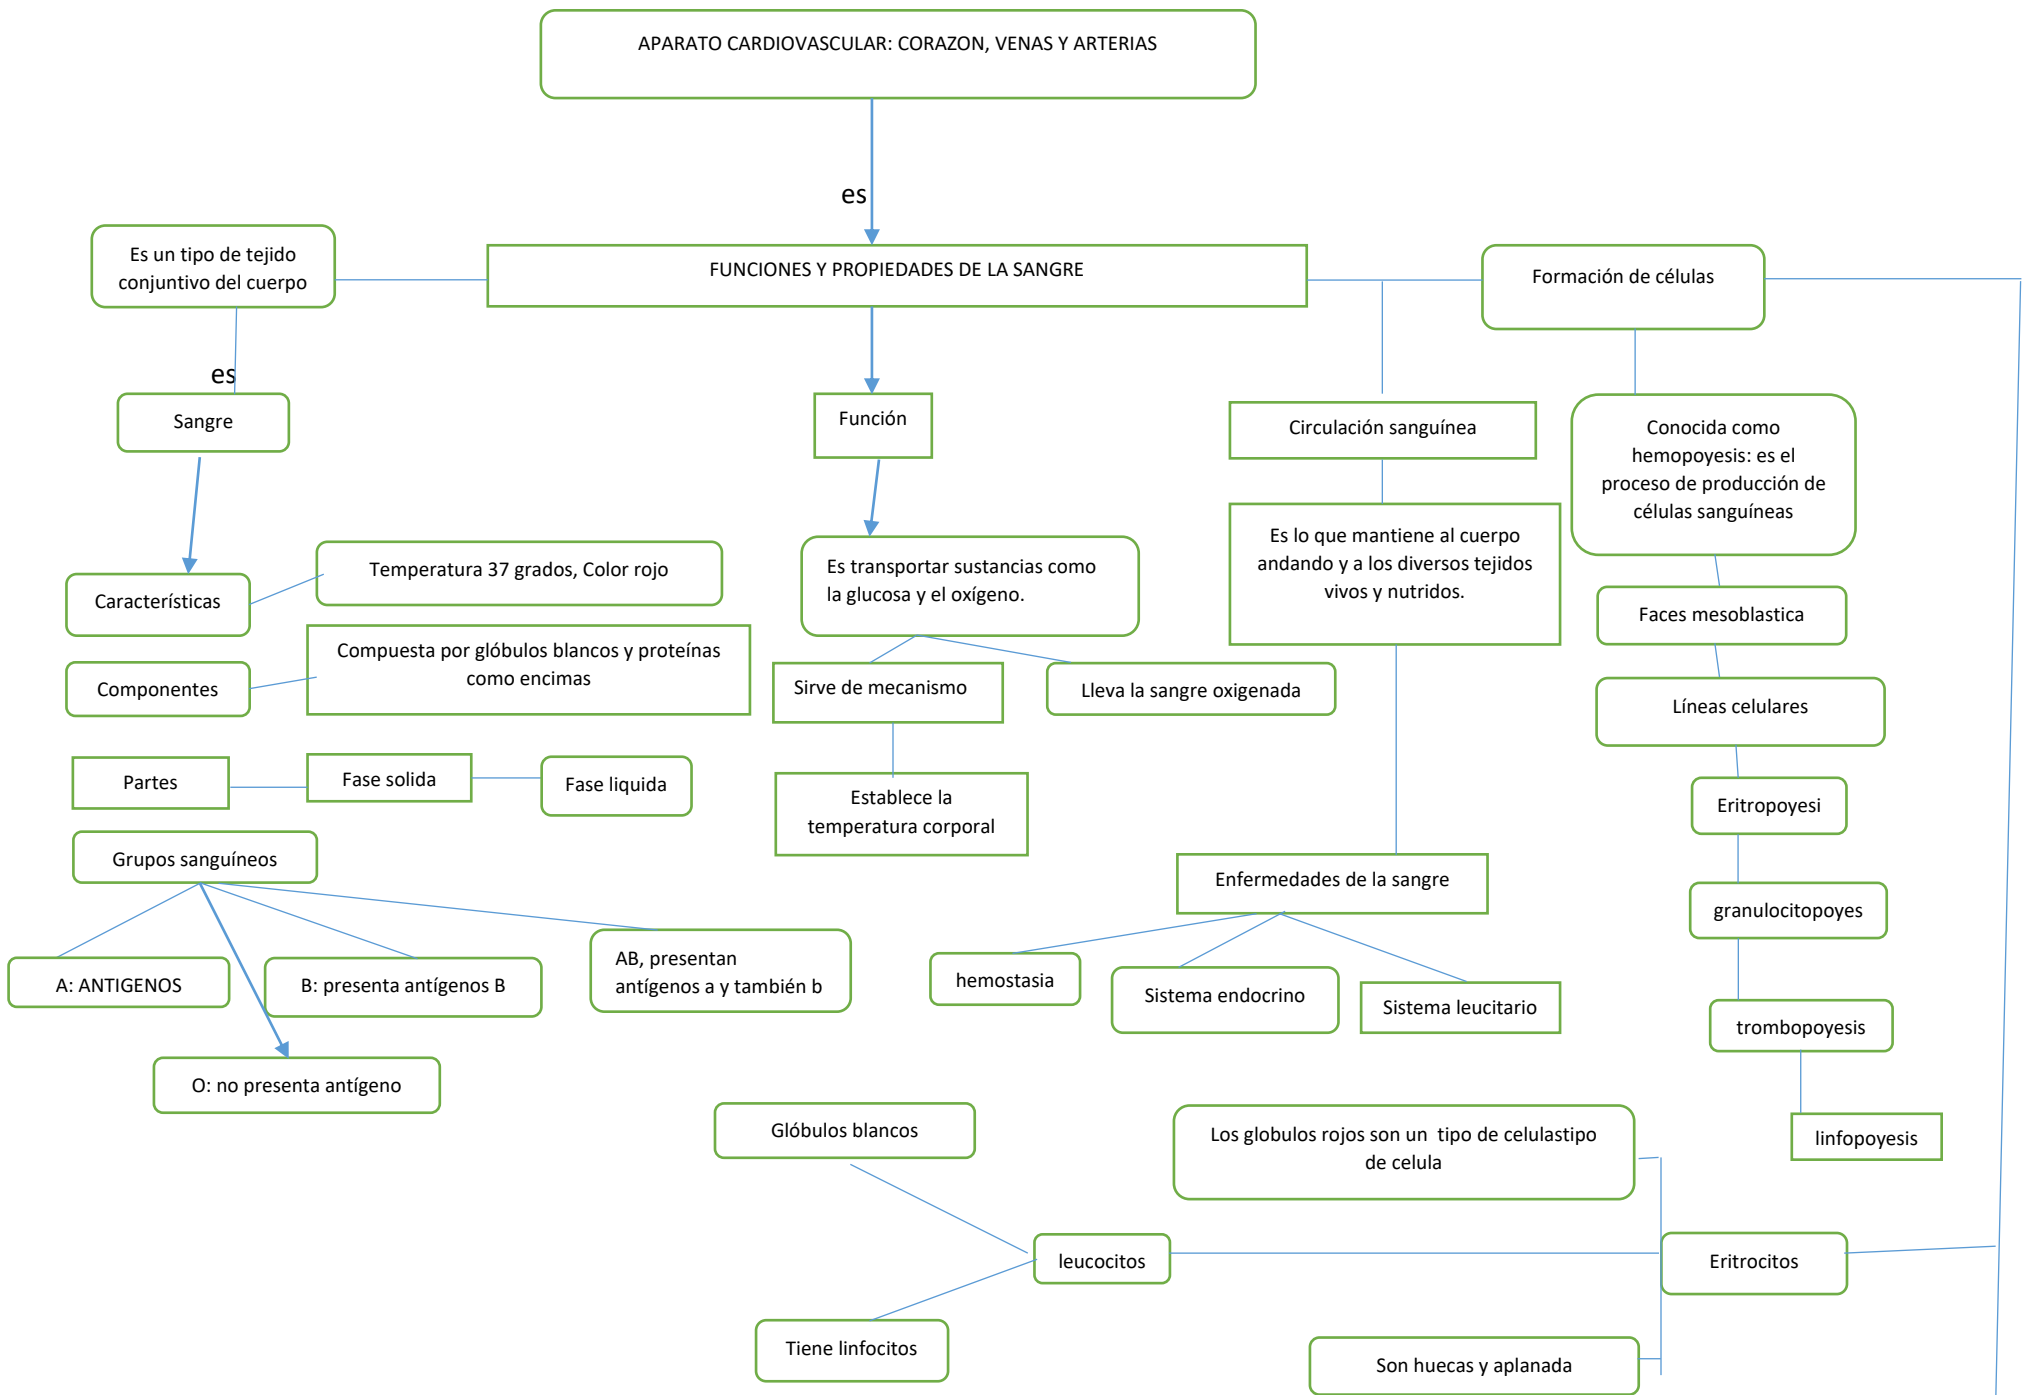 APARATO CARDIOVASCULAR: CORAZON, VENAS Y ARTERIAS
es
Es un tipo de tejido
conjuntivo del cuerpo
FUNCIONES Y PROPIEDADES DE LA SANGRE
Formación de células
es
Sangre
Función
Circulación sanguínea
Conocida como
hemopoyesis: es el
proceso de producción de
células sanguíneas
Es lo que mantiene al cuerpo
andando y a los diversos tejidos
vivos y nutridos.
Temperatura 37 grados, Color rojo
Es transportar sustancias como
la glucosa y el oxígeno.
Características
Faces mesoblastica
Compuesta por glóbulos blancos y proteínas
como encimas
Componentes
Sirve de mecanismo
Lleva la sangre oxigenada
Líneas celulares
Partes
Fase solida
Fase liquida
Establece la
temperatura corporal
Eritropoyesi
Grupos sanguíneos
Enfermedades de la sangre
granulocitopoyes
A: ANTIGENOS
B: presenta antígenos B
AB, presentan
antígenos a y también b
hemostasia
Sistema endocrino
Sistema leucitario
trombopoyesis
O: no presenta antígeno
Glóbulos blancos
Los globulos rojos son un tipo de celulastipo
de celula
linfopoyesis
leucocitos
Eritrocitos
Tiene linfocitos
Son huecas y aplanada